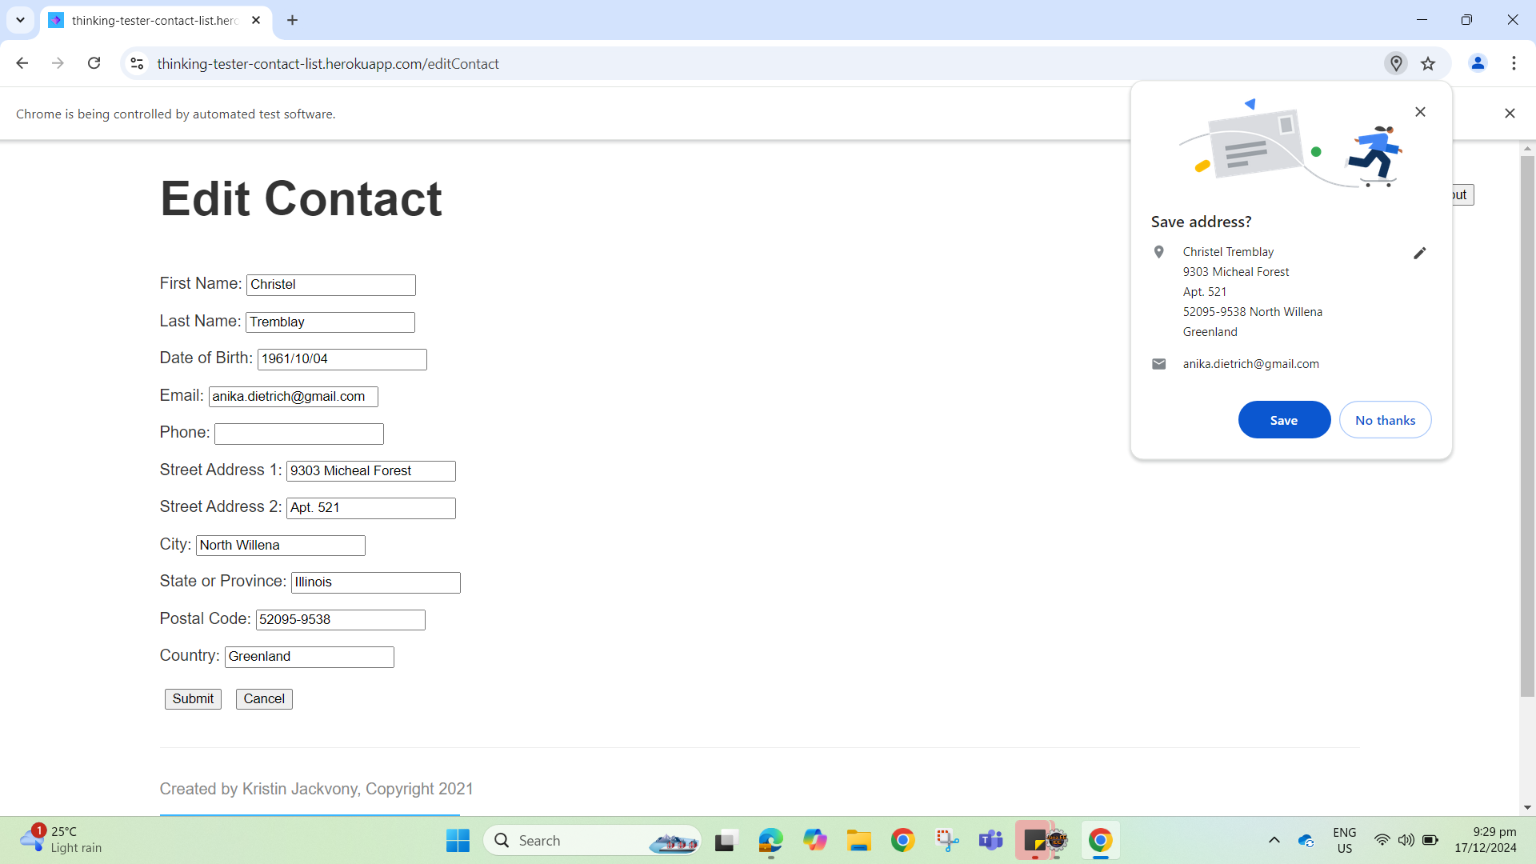 thinking-tester-contact-list.hero
thinking-tester-contact-list.herokuapp.com/editContact
Chrome is being controlled by automated test software.
Edit Contact
out
First Name: Christel
Last Name: Tremblay
Date of Birth: 1961/10/04
Email: anika.dietrich@gmail.com
Phone:
Street Address 1: 9303 Micheal Forest
Street Address 2: Apt. 521
City: North Willena
State or Province: Illinois
Postal Code: 52095-9538
Country: Greenland
Submit Cancel
Created by Kristin Jackvony, Copyright 2021
Save address?
Christel Tremblay
9303 Micheal Forest
Apt. 521
52095-9538 North Willena
Greenland
anika.dietrich@gmail.com
Save No thanks
1
25°C
Light rain
Search
ENG
US
9:29 pm
17/12/2024